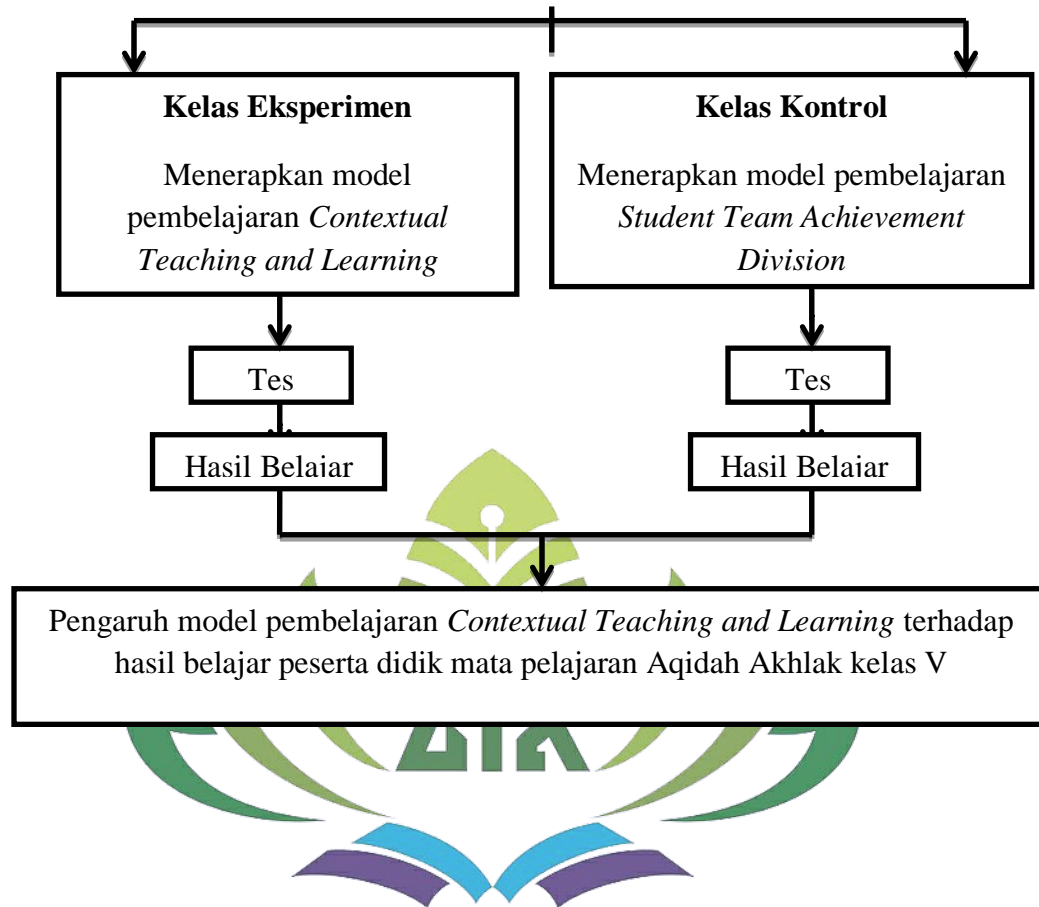 Kelas Eksperimen
Menerapkan model
pembelajaran Contextual
Teaching and Learning
Kelas Kontrol
Menerapkan model pembelajaran
Student Team Achievement
Division
Tes
Tes
Hasil Belajar
Hasil Belajar
Pengaruh model pembelajaran Contextual Teaching and Learning terhadap
hasil belajar peserta didik mata pelajaran Aqidah Akhlak kelas V